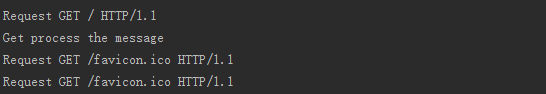 Request GET / HTTP/1.1
Get process the message
Request GET /favicon.ico HTTP/1.1
Request GET /favicon.ico HTTP/1.1